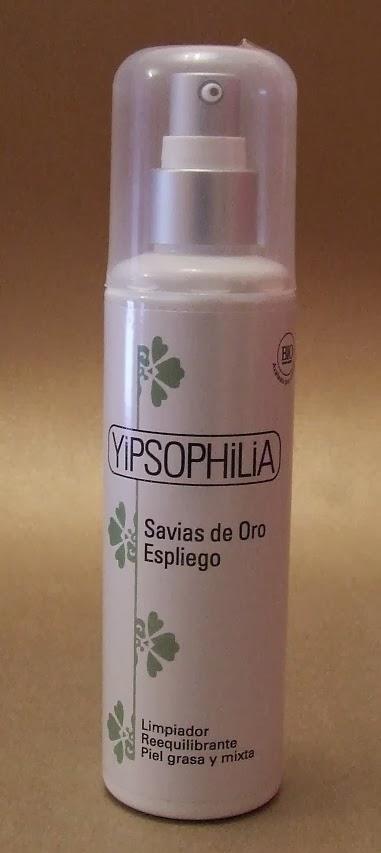 BIO
YiPSOPHiLiA
Savias de Oro
Espliego
Limpiador
Reequilibrante
Piel grasa y mixta